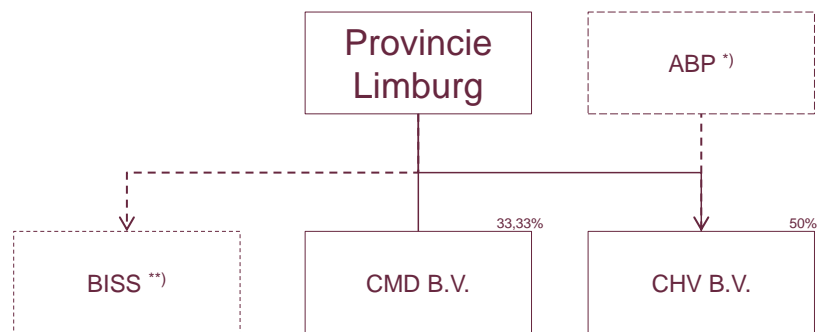 Provincie
Limburg
ABP *)
33,33%
50%
BISS **)
CMD B.V.
CHV B.V.